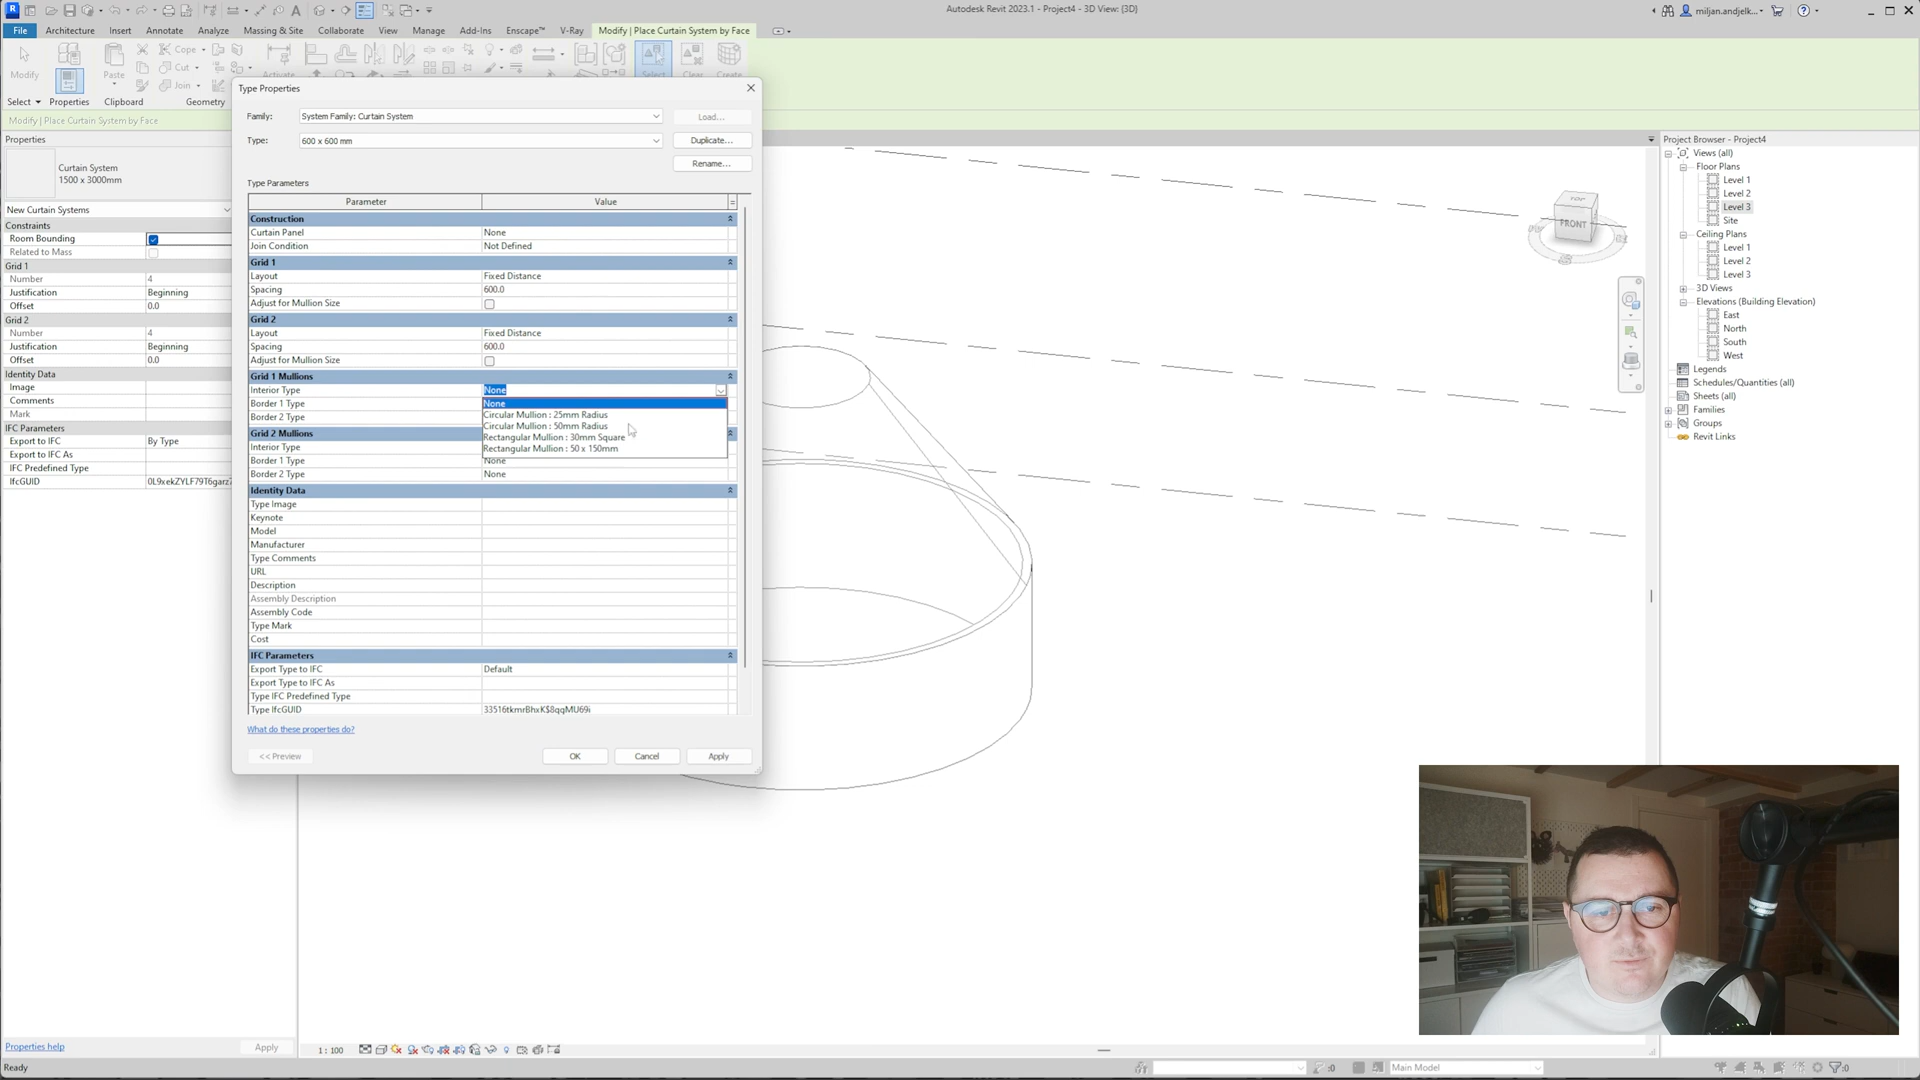 Autodesk Revit 2023.1 - Project4 - 3D View: {3D}
miljan.andjelk...
File
Architecture
Insert
Annotate
Analyze
Massing & Site
Collaborate
View
Manage
Add-Ins
Enscape™
V-Ray
Modify | Place Curtain System by Face
Modify
Paste
Cope
Cut
Join
Activate
Select
Clear
Create
Select
Properties
Clipboard
Geometry
Modify | Place Curtain System by Face
Properties
Curtain System
1500 x 3000mm
New Curtain Systems
Constraints
Room Bounding
Related to Mass
Grid 1
Number 4
Justification Beginning
Offset 0.0
Grid 2
Number 4
Justification Beginning
Offset 0.0
Identity Data
Image
Comments
Mark
IFC Parameters
Export to IFC By Type
Export to IFC As
IFC Predefined Type
IfcGUID
Properties help
Apply
Type Properties
Family: System Family: Curtain System
Load...
Type: 600 x 600 mm
Duplicate...
Rename...
Type Parameters
Parameter Value =
Construction
Curtain Panel None
Join Condition Not Defined
Grid 1
Layout Fixed Distance
Spacing 600.0
Adjust for Mullion Size
Grid 2
Layout Fixed Distance
Spacing 600.0
Adjust for Mullion Size
Grid 1 Mullions
Interior Type None
Border 1 Type None
Circular Mullion : 25mm Radius
Border 2 Type Circular Mullion : 50mm Radius
Grid 2 Mullions Rectangular Mullion : 30mm Square
Interior Type Rectangular Mullion : 50 x 150mm
Border 1 Type None
Border 2 Type None
Identity Data
Type Image
Keynote
Model
Manufacturer
Type Comments
URL
Description
Assembly Description
Assembly Code
Type Mark
Cost
IFC Parameters
Export Type to IFC Default
Export Type to IFC As
Type IFC Predefined Type
Type IfcGUID
What do these properties do?
<< Preview
OK
Cancel
Apply
TOP
FRONT
Project Browser - Project4
Views (all)
Floor Plans
Level 1
Level 2
Level 3
Site
Ceiling Plans
Level 1
Level 2
Level 3
3D Views
Elevations (Building Elevation)
East
North
South
West
Legends
Schedules/Quantities (all)
Sheets (all)
Families
Groups
Revit Links
1 : 100
Ready
:0
Main Model
:0